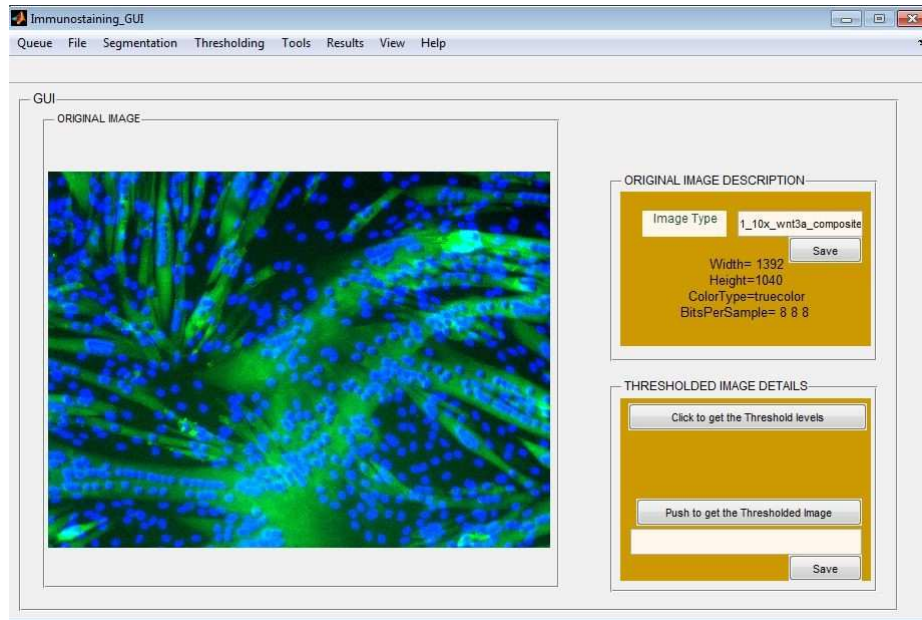 Immunostaining_GUI
Queue File Segmentation Thresholding Tools Results View Help
GUI
ORIGINAL IMAGE
ORIGINAL IMAGE DESCRIPTION
Image Type
1_10x_wnt3a_composite
Save
Width= 1392
Height=1040
ColorType=truecolor
BitsPerSample= 8 8 8
THRESHOLDED IMAGE DETAILS
Click to get the Threshold levels
Push to get the Thresholded Image
Save